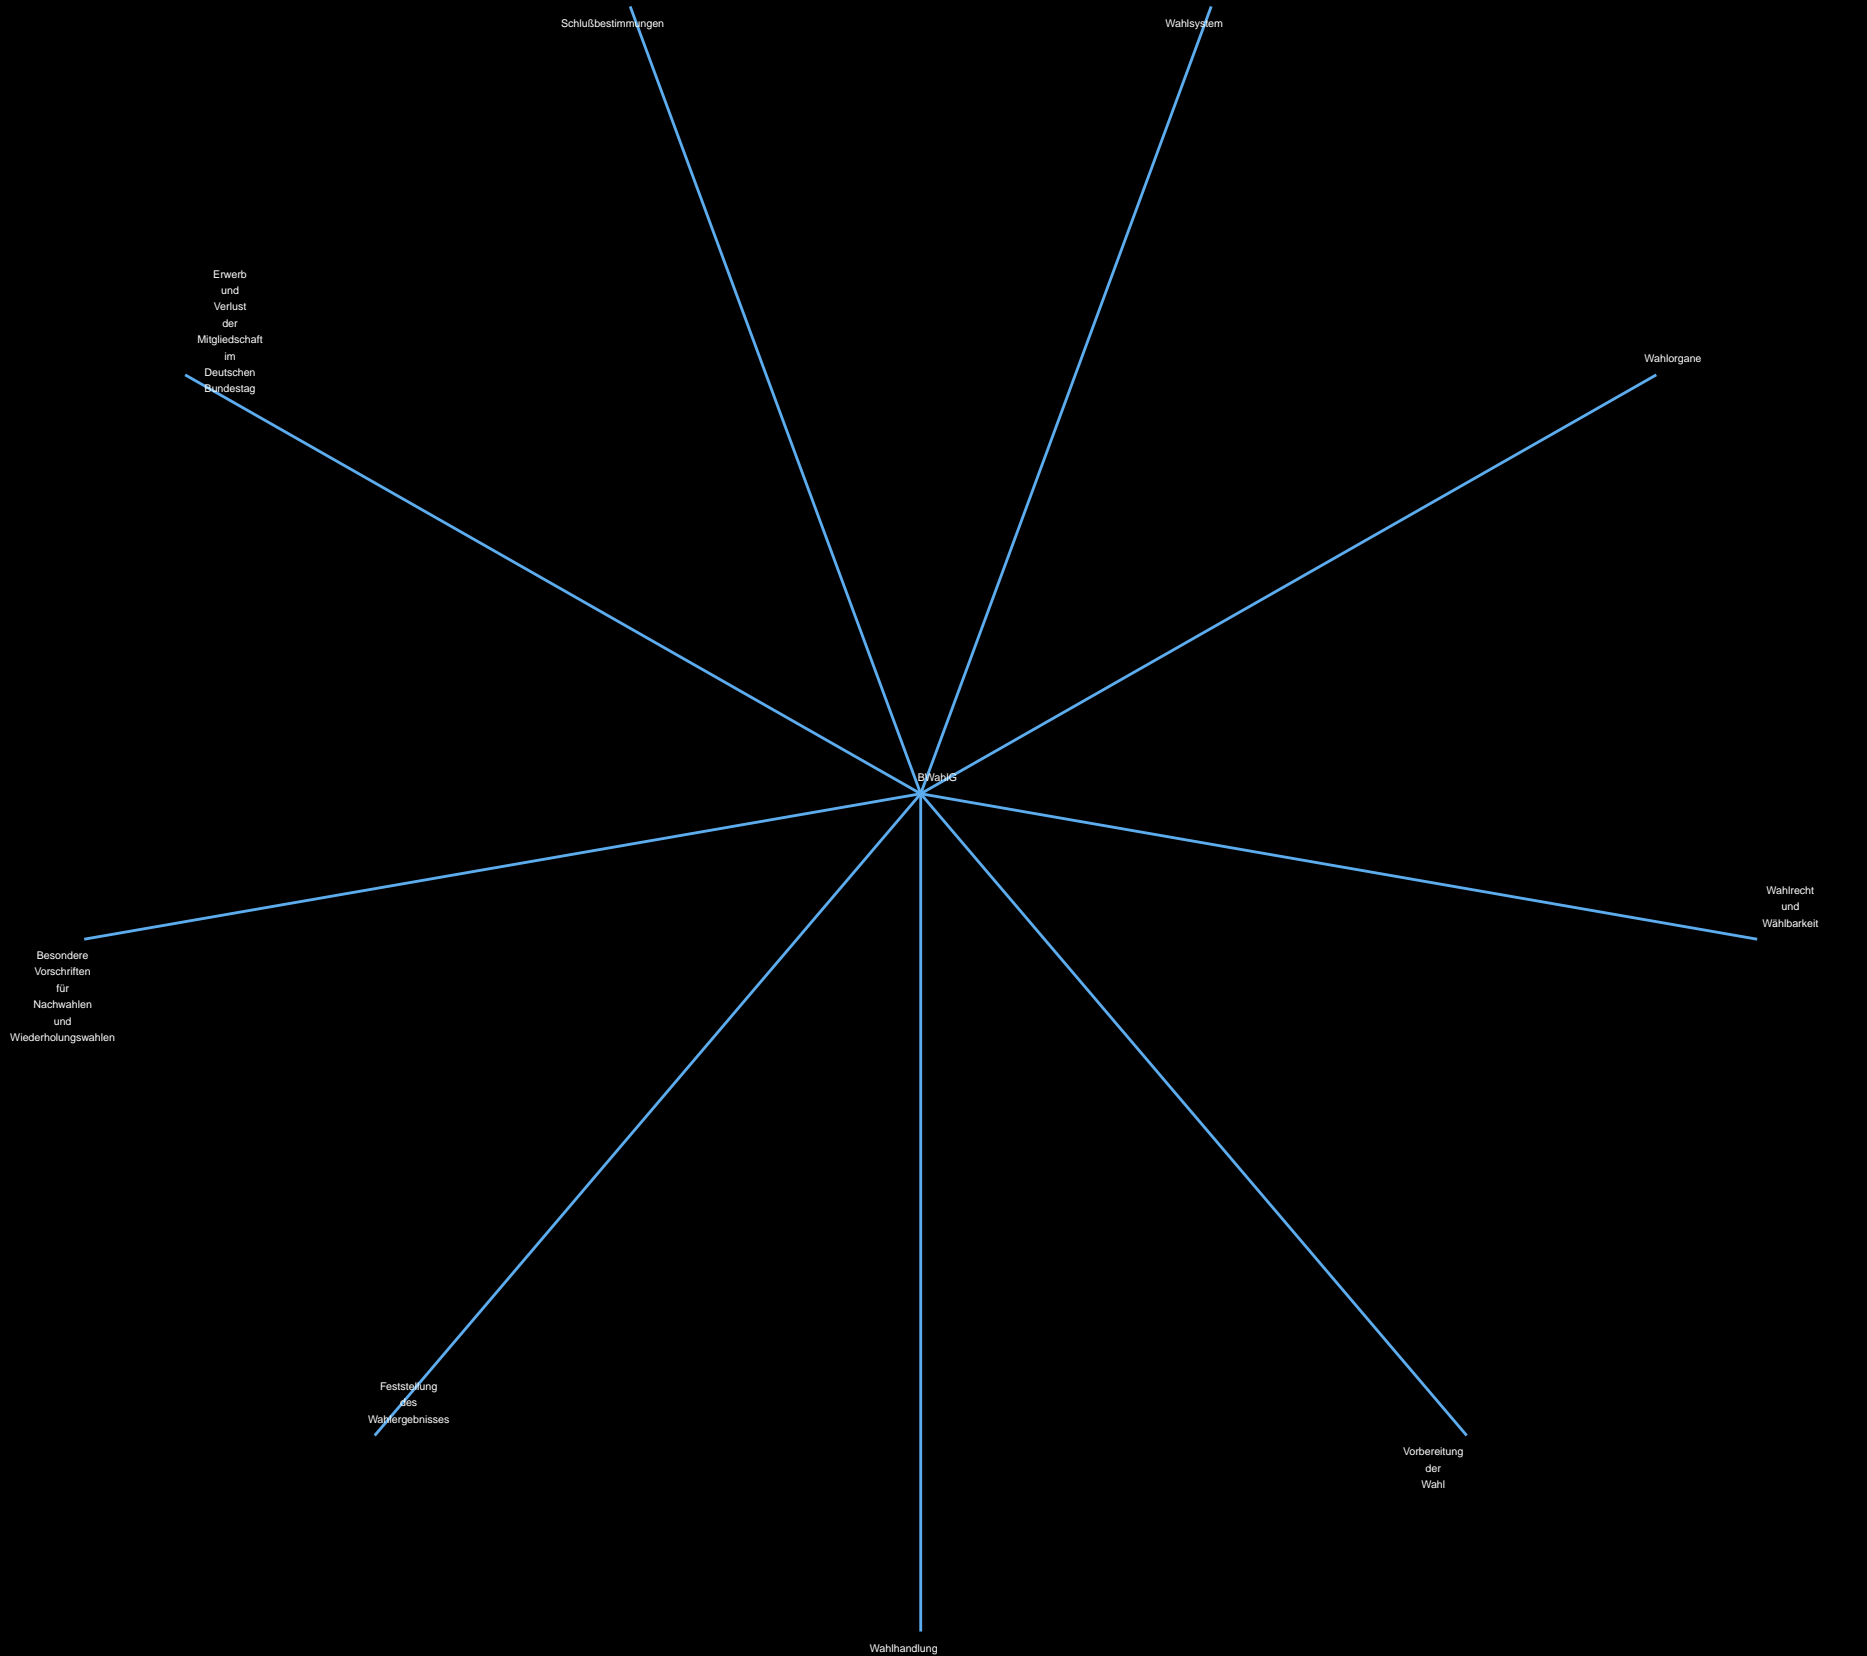 Schlußbestimmungen
Wahlsystem
Erwerb
und
Verlust
der
Mitgliedschaft
im
Deutschen
Bundestag
Wahlorgane
BWahlG
Wahlrecht
und
Wählbarkeit
Besondere
Vorschriften
für
Nachwahlen
und
Wiederholungswahlen
Feststellung
des
Wahlergebnisses
Vorbereitung
der
Wahl
Wahlhandlung